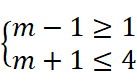 m − 1 ≥ 1
m + 1 ≤ 4